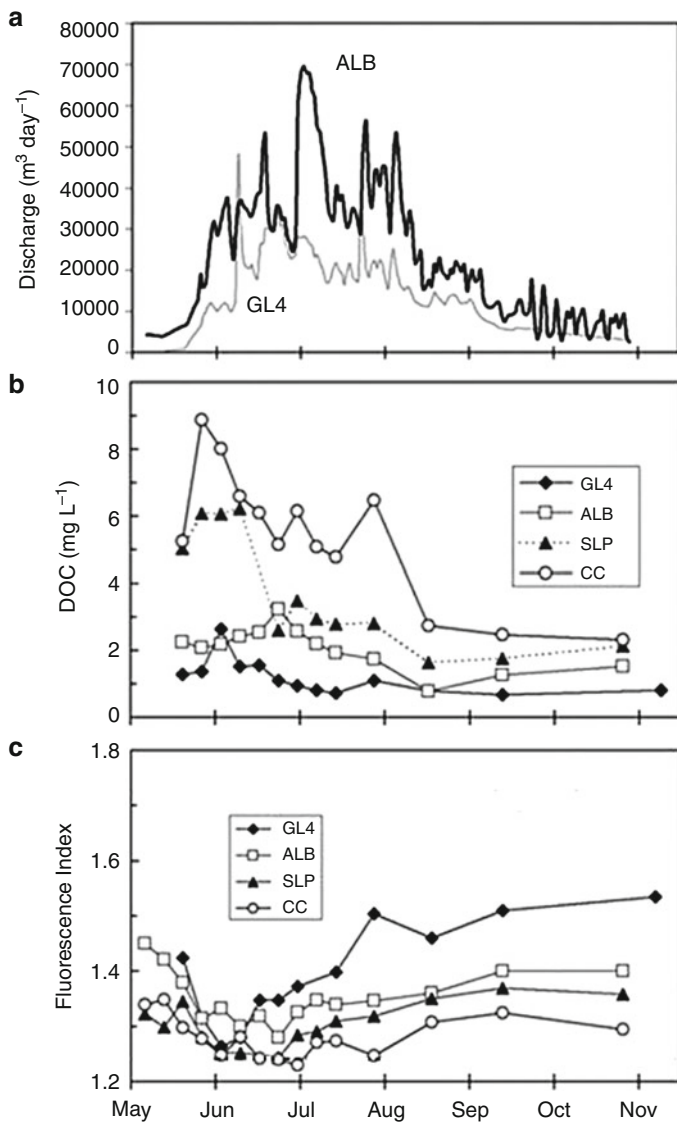 a
80000
70000
60000
50000
40000
30000
20000
10000
0
Discharge (m³ day⁻¹)
ALB
GL4
b
10
8
6
4
2
0
DOC (mg L⁻¹)
GL4
ALB
SLP
CC
c
1.8
1.6
1.4
1.2
Fluorescence Index
GL4
ALB
SLP
CC
May Jun Jul Aug Sep Oct Nov